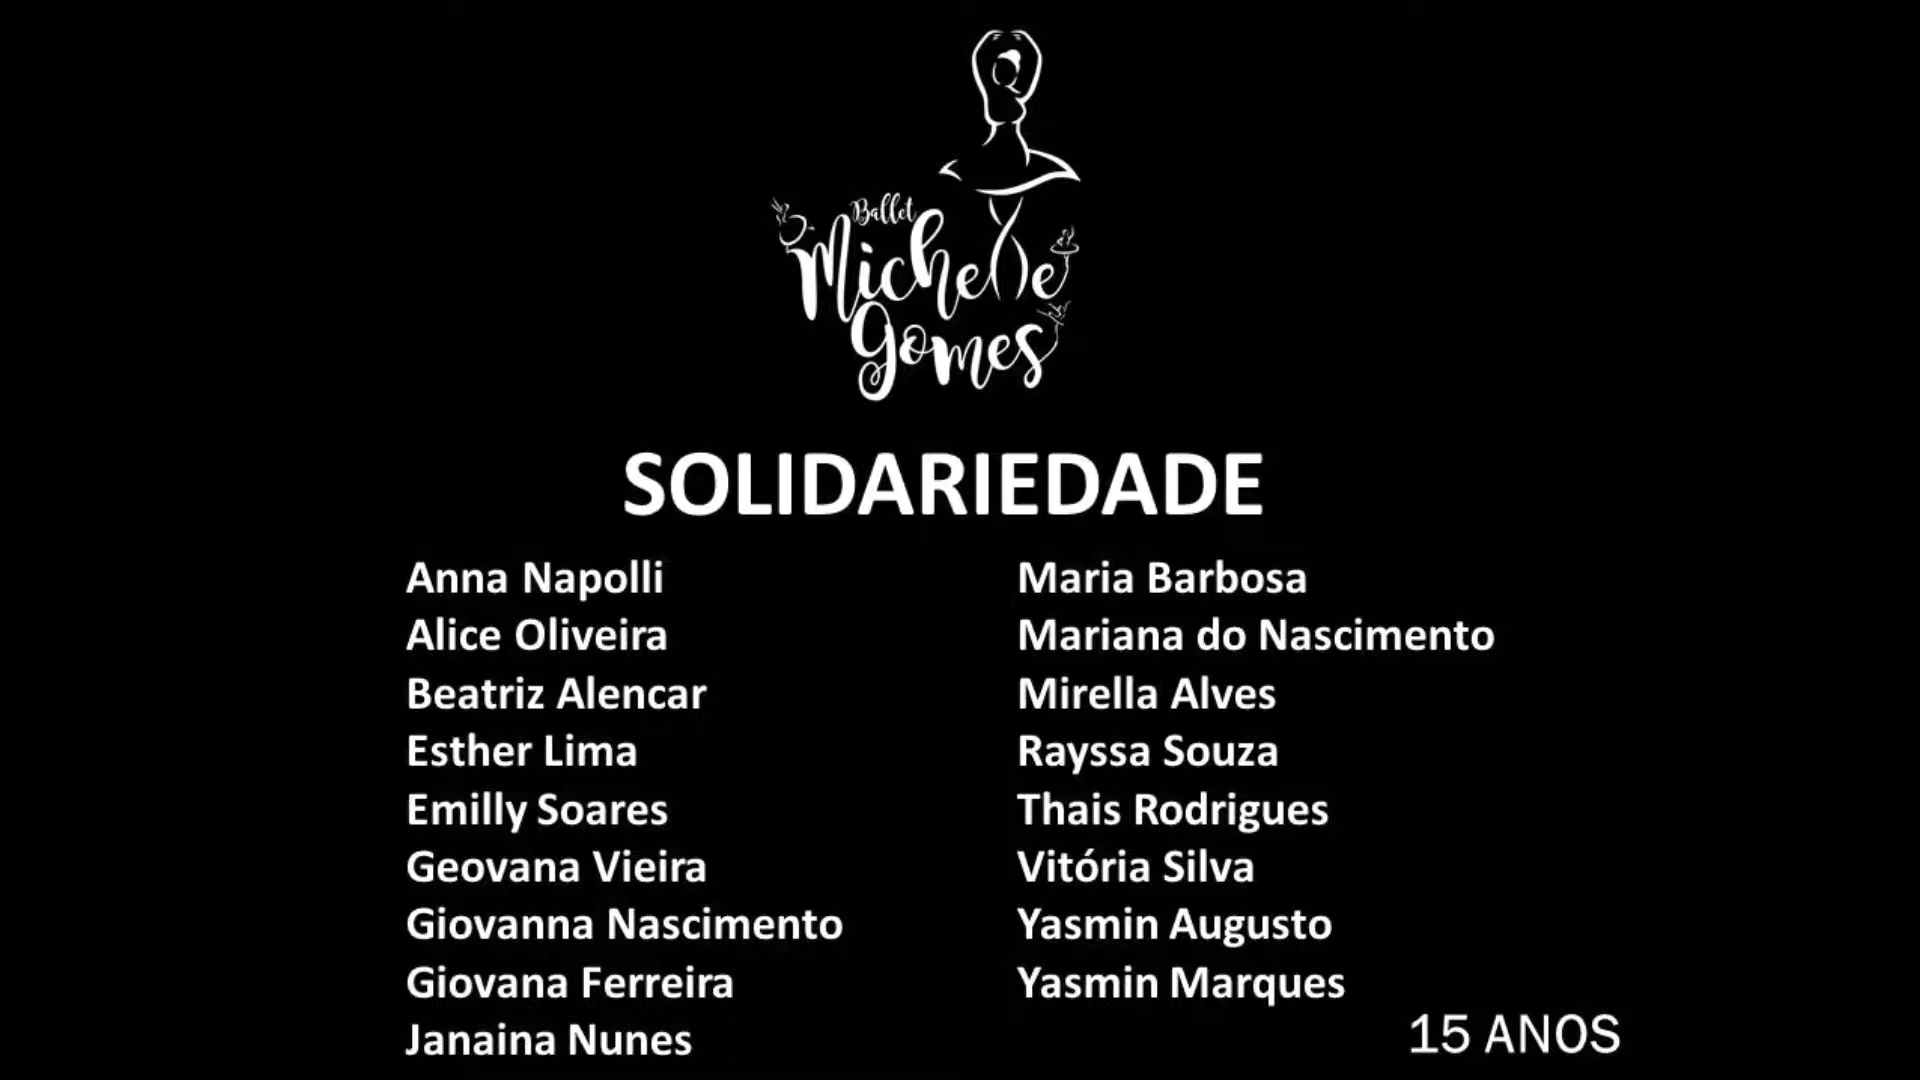 Ballet
Michelle
Gomes
SOLIDARIEDADE
Anna Napolli
Alice Oliveira
Beatriz Alencar
Esther Lima
Emilly Soares
Geovana Vieira
Giovanna Nascimento
Giovana Ferreira
Janaina Nunes
Maria Barbosa
Mariana do Nascimento
Mirella Alves
Rayssa Souza
Thais Rodrigues
Vitória Silva
Yasmin Augusto
Yasmin Marques
15 ANOS